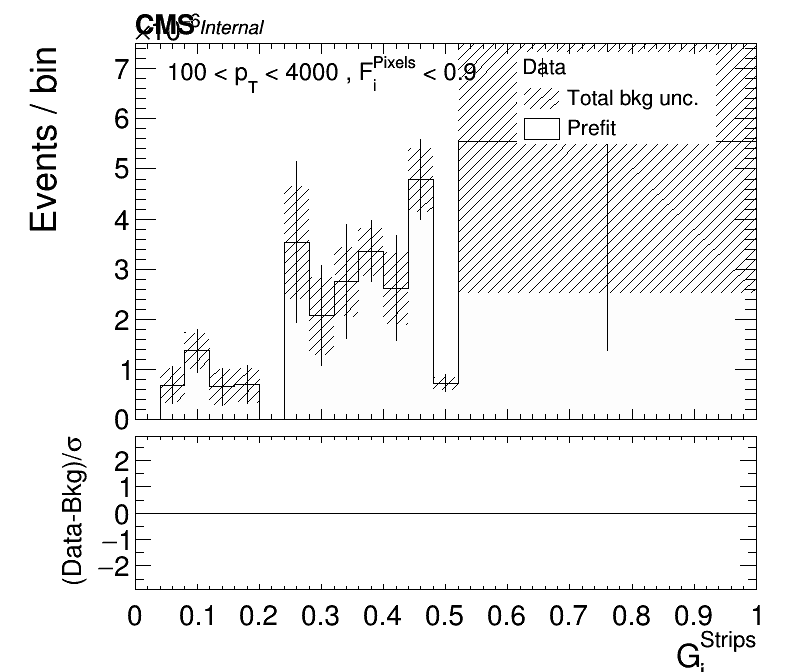 CMS Internal
×10⁻⁶
Events / bin
100 < p_T < 4000 , F_i^Pixels < 0.9
Data
Total bkg unc.
Prefit
7
6
5
4
3
2
1
0
(Data-Bkg)/σ
2
1
0
−1
−2
0 0.1 0.2 0.3 0.4 0.5 0.6 0.7 0.8 0.9 1
G_i^Strips